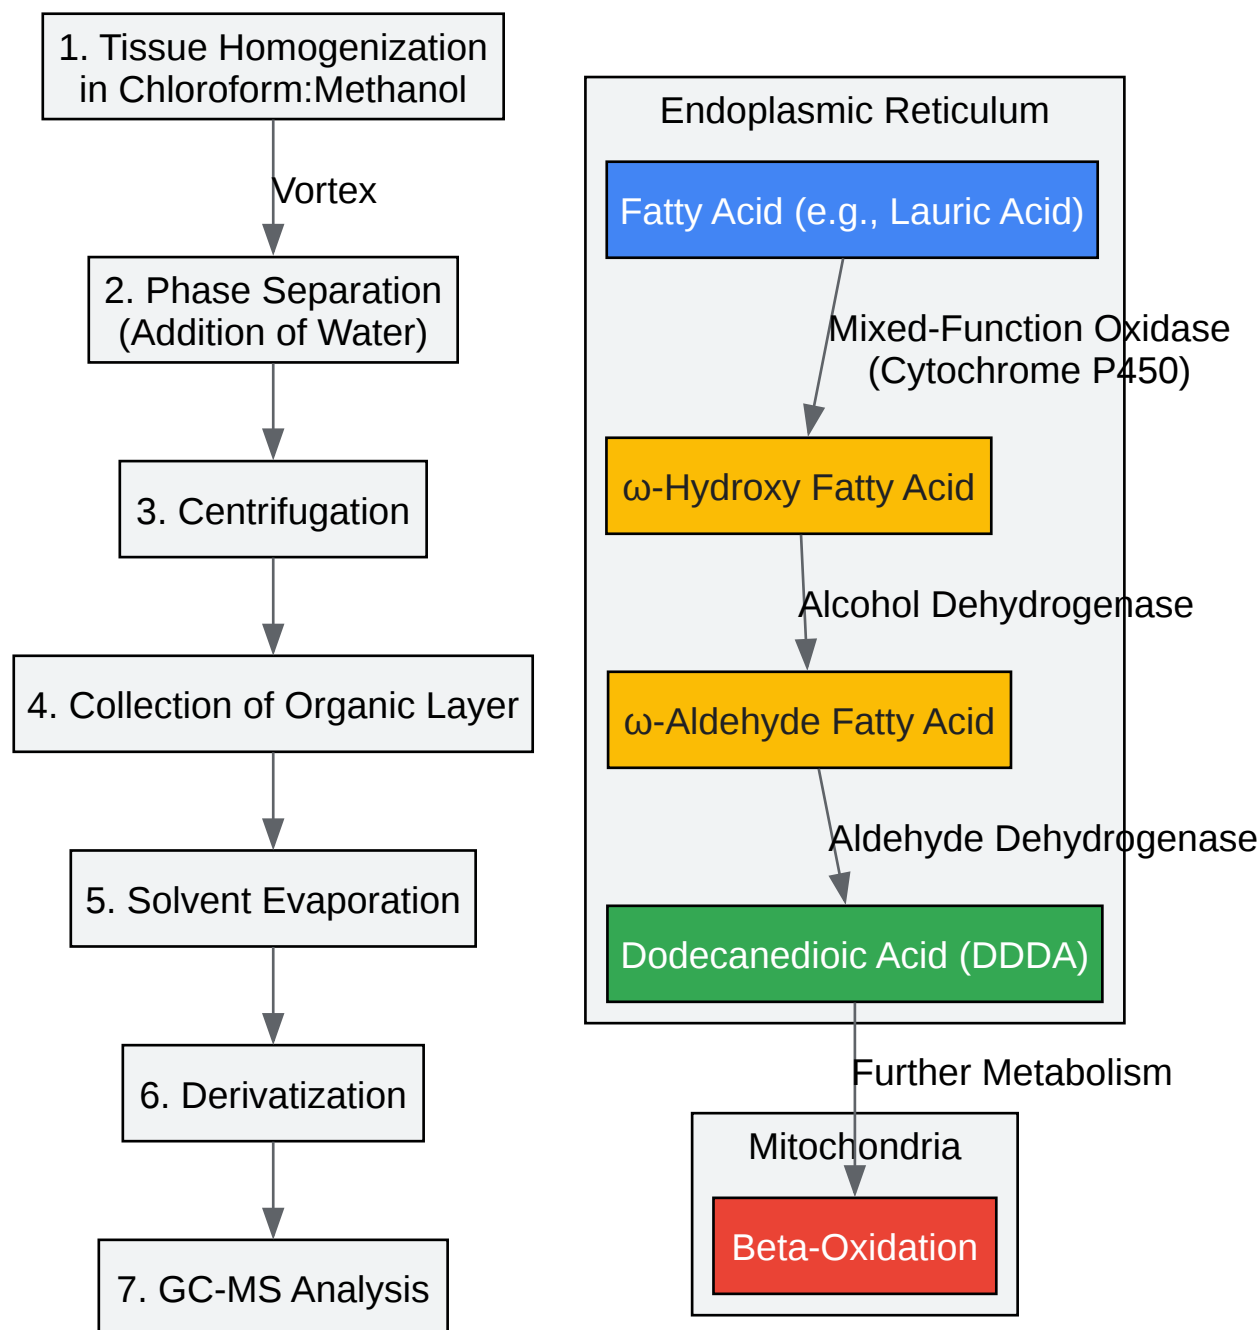 1. Tissue Homogenization
in Chloroform:Methanol
Vortex
2. Phase Separation
(Addition of Water)
3. Centrifugation
4. Collection of Organic Layer
5. Solvent Evaporation
6. Derivatization
7. GC-MS Analysis
Endoplasmic Reticulum
Fatty Acid (e.g., Lauric Acid)
Mixed-Function Oxidase
(Cytochrome P450)
ω-Hydroxy Fatty Acid
Alcohol Dehydrogenase
ω-Aldehyde Fatty Acid
Aldehyde Dehydrogenase
Dodecanedioic Acid (DDDA)
Further Metabolism
Mitochondria
Beta-Oxidation